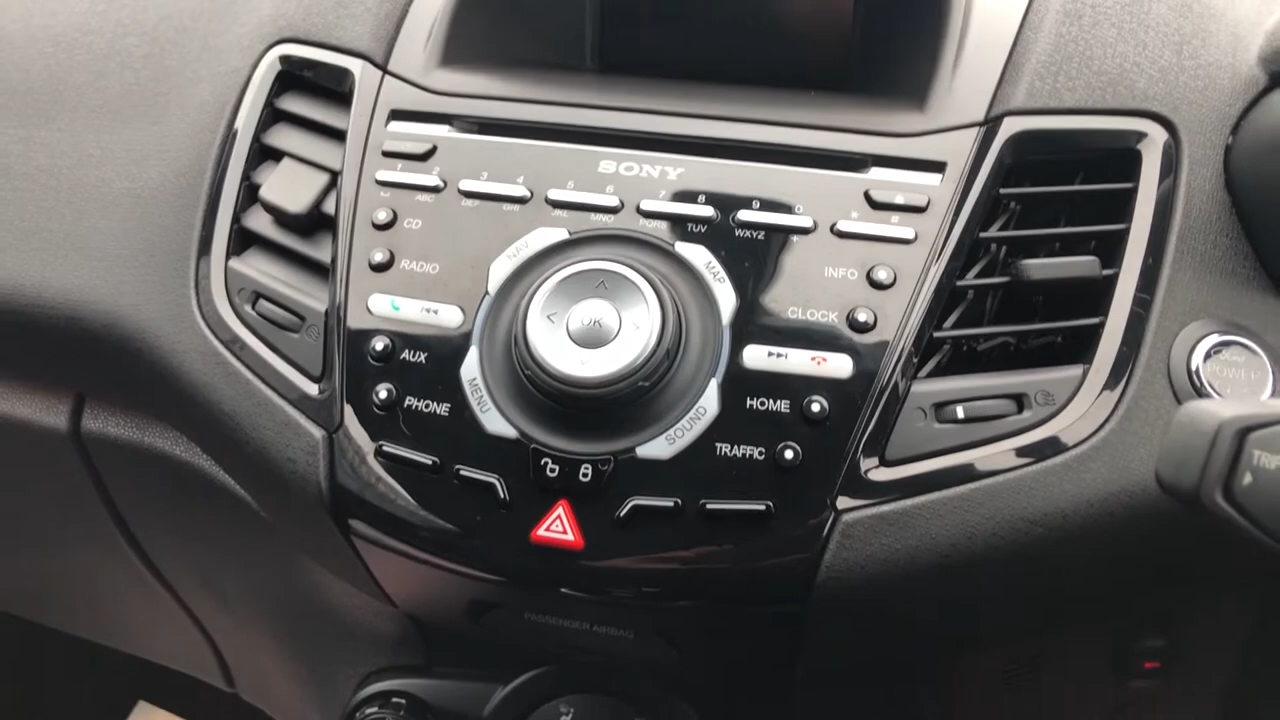 SONY
1 2
3 4
5 6
7 8
9 0
* #
ABC
DEF
GHI
JKL
MNO
PQRS
TUV
WXYZ
+
CD
NAV
MAP
RADIO
INFO
CLOCK
OK
AUX
PHONE
MENU
SOUND
HOME
TRAFFIC
Ford
POWER
PASSENGER AIRBAG